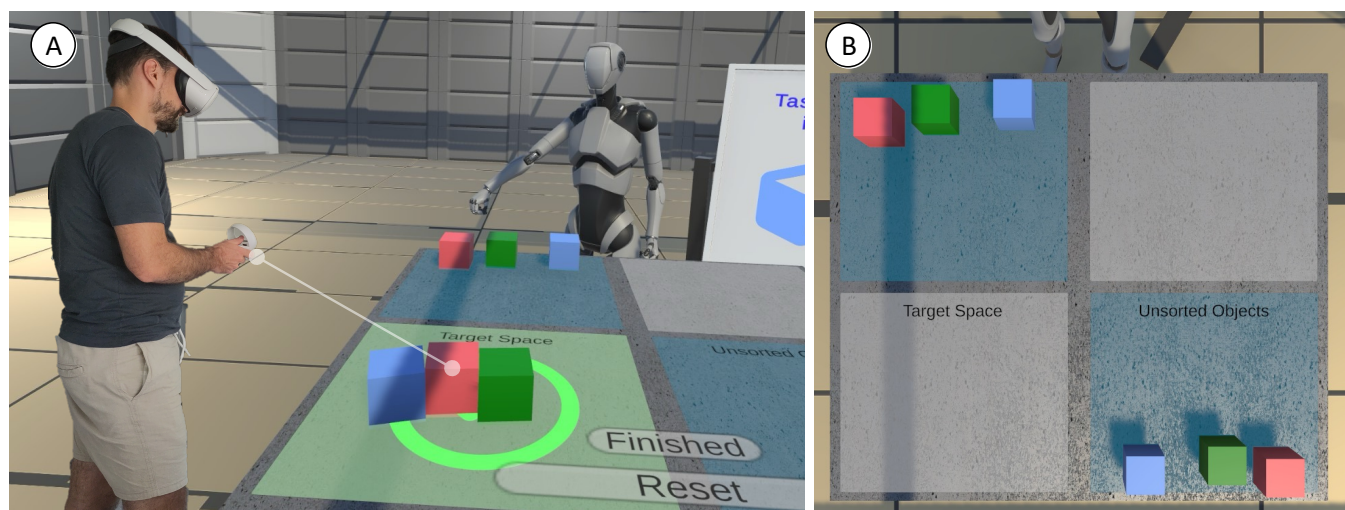 A
Target Space
Finished
Reset
B
Target Space
Unsorted Objects